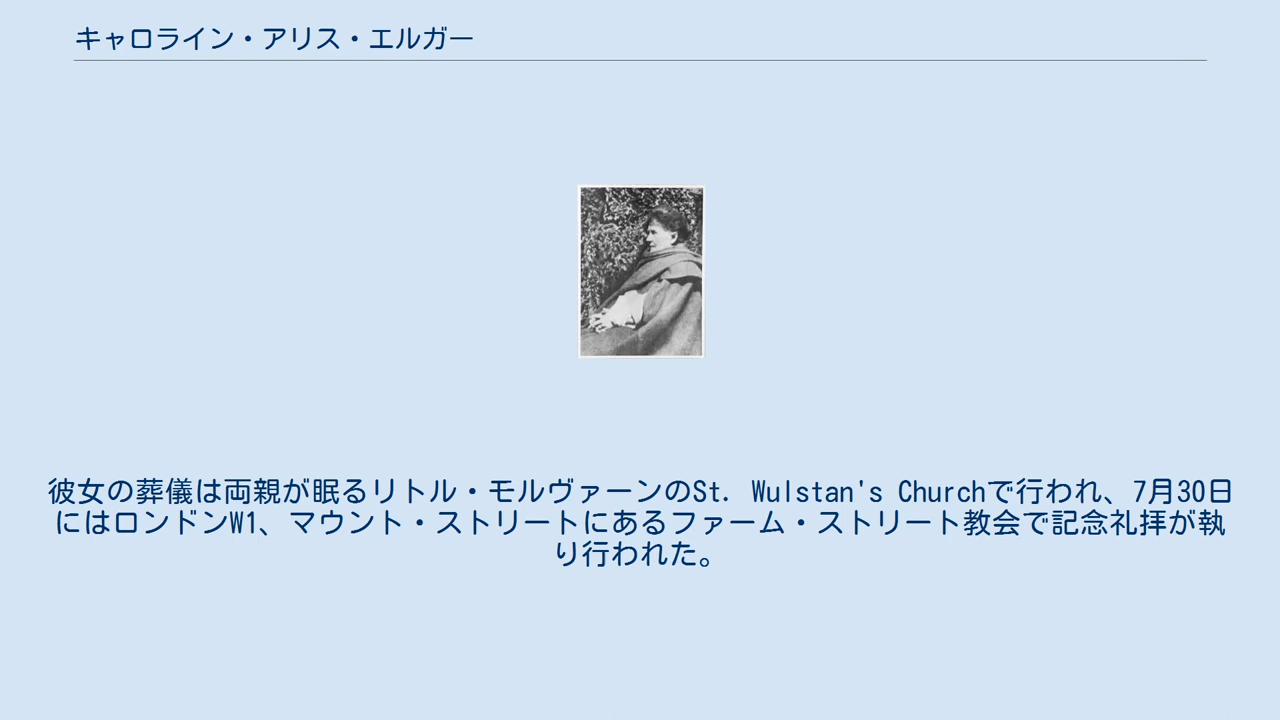 キャロライン・アリス・エルガー
彼女の葬儀は両親が眠るリトル・モルヴァーンのSt. Wulstan's Churchで行われ、7月30日
にはロンドンW1、マウント・ストリートにあるファーム・ストリート教会で記念礼拝が執
り行われた。